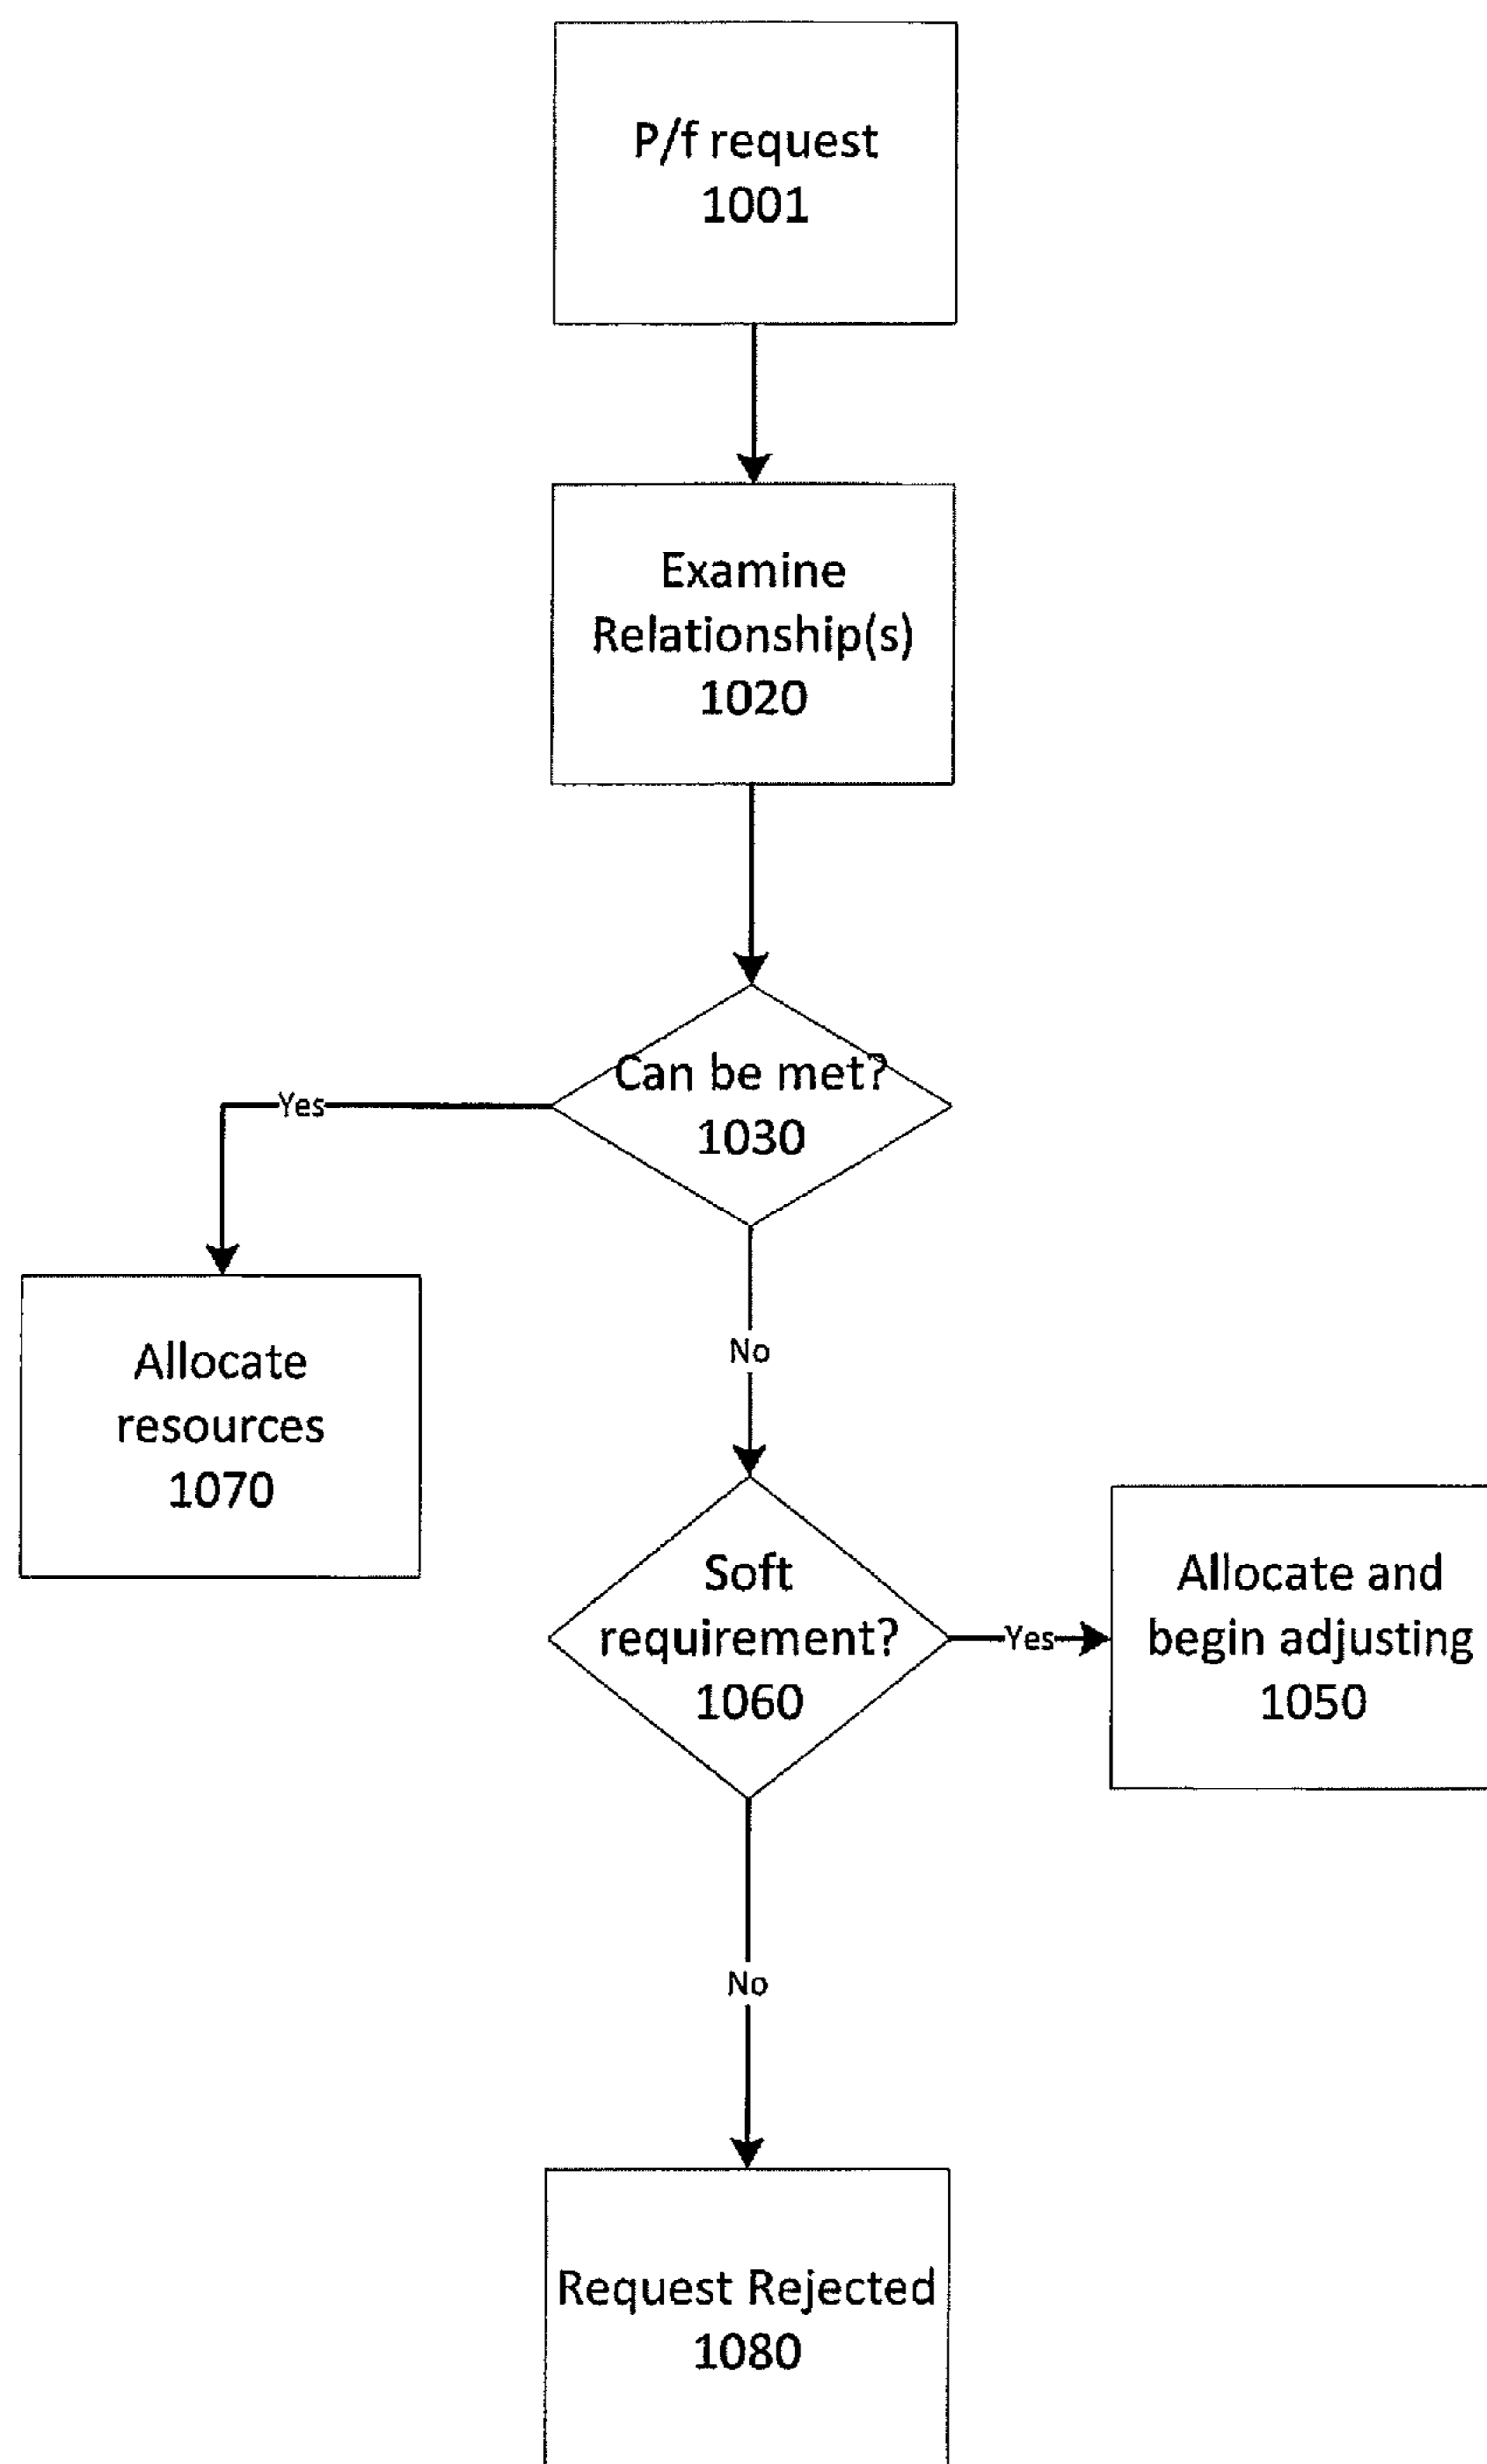 P/f request
1001
Examine
Relationship(s)
1020
Can be met?
1030
Yes
No
Allocate
resources
1070
Soft
requirement?
1060
Yes
Allocate and
begin adjusting
1050
No
Request Rejected
1080